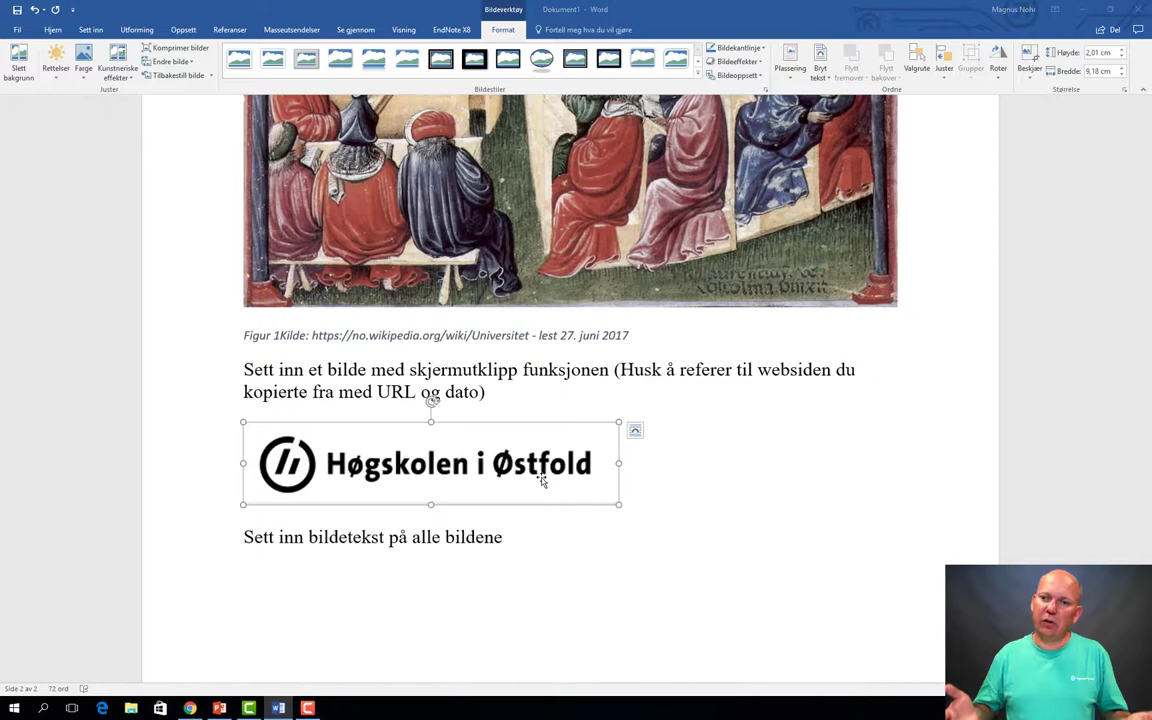 Bildeverktøy
Dokument1 - Word
Magnus Nohr
Fil
Hjem
Sett inn
Utforming
Oppsett
Referanser
Masseutsendelser
Se gjennom
Visning
EndNote X8
Format
Fortell meg hva du vil gjøre
Del
Slett bakgrunn
Rettelser
Farge
Kunstneriske effekter
Komprimer bilder
Endre bilde
Tilbakestill bilde
Juster
Bildestiler
Bildekantlinje
Bildeeffekter
Bildeoppsett
Plassering
Bryt tekst
Flytt fremover
Flytt bakover
Valgrute
Juster
Grupper
Roter
Ordne
Beskjær
Høyde: 2,01 cm
Bredde: 9,18 cm
Størrelse
Figur 1Kilde: https://no.wikipedia.org/wiki/Universitet - lest 27. juni 2017
Sett inn et bilde med skjermutklipp funksjonen (Husk å referer til websiden du
kopierte fra med URL og dato)
Høgskolen i Østfold
Sett inn bildetekst på alle bildene
Side 2 av 2
72 ord